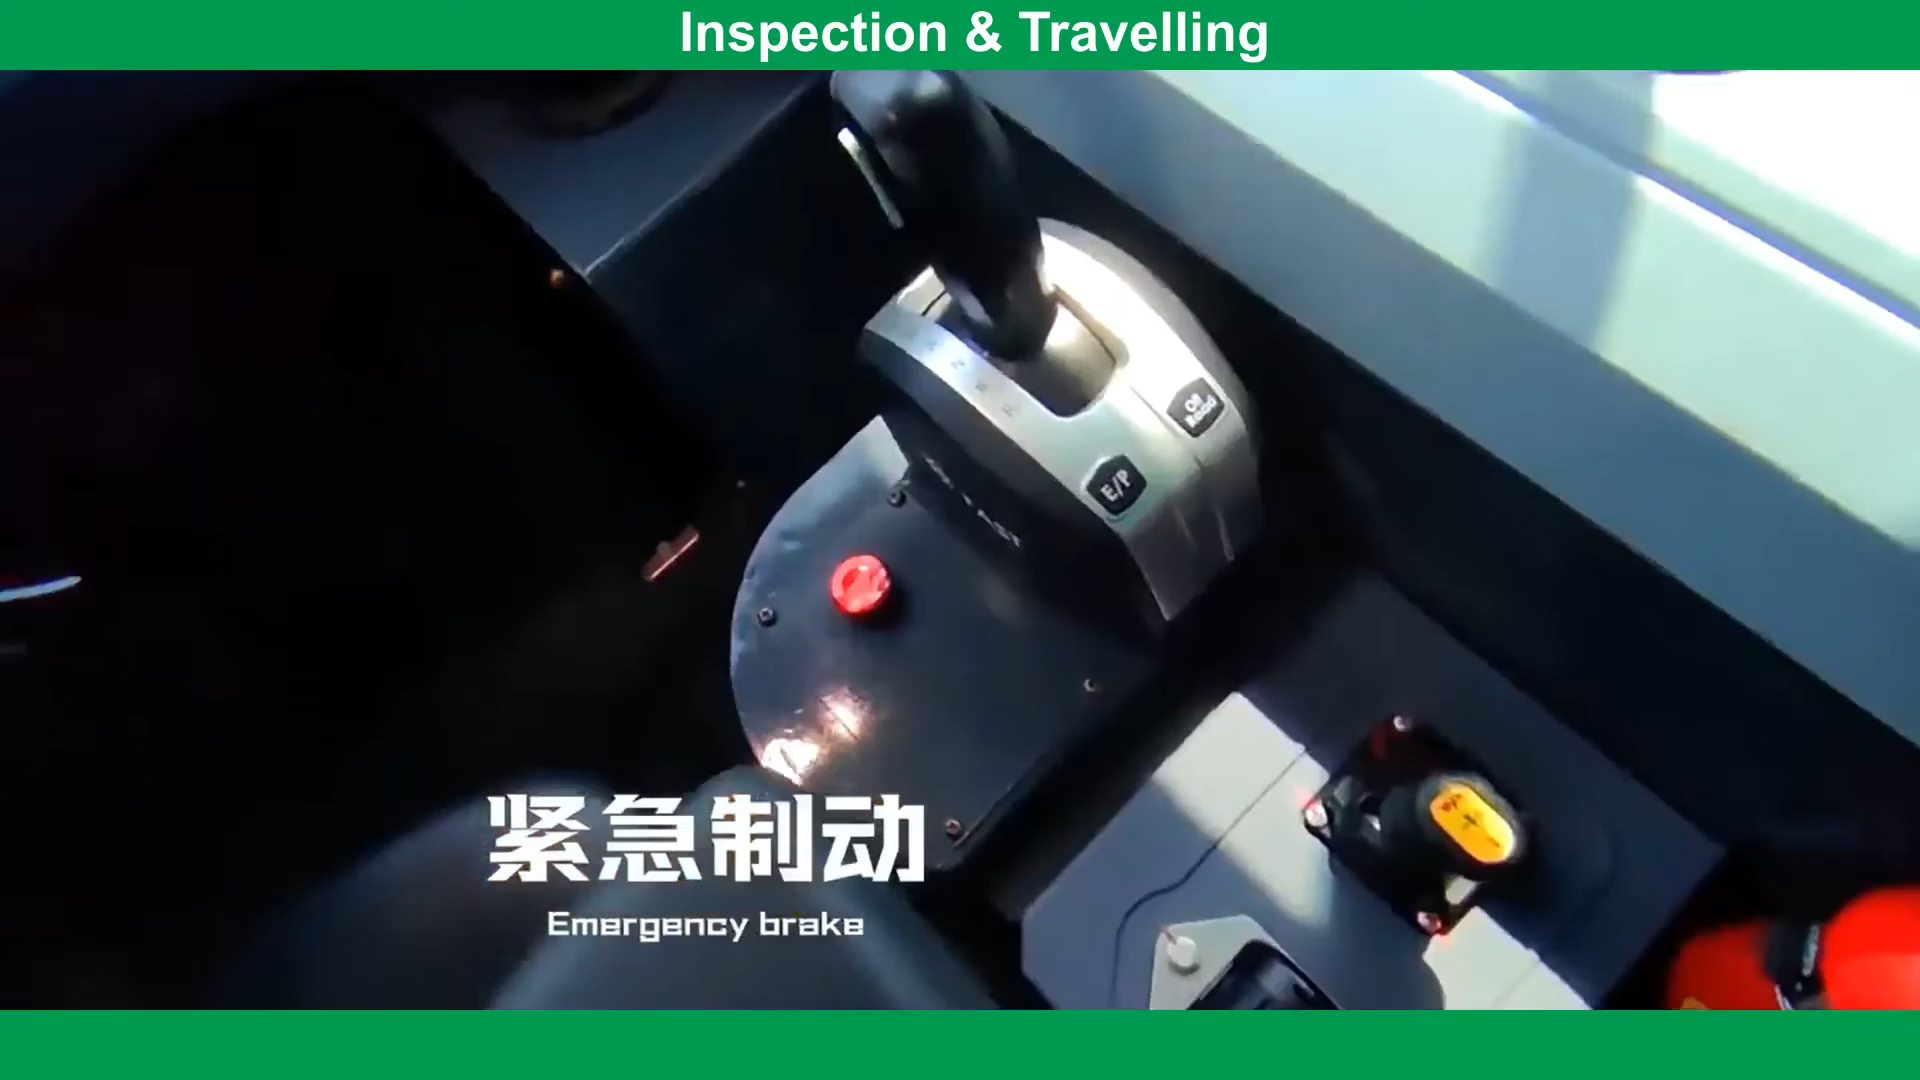 Inspection & Travelling
Off
Road
E/P
紧急制动
Emergency brake